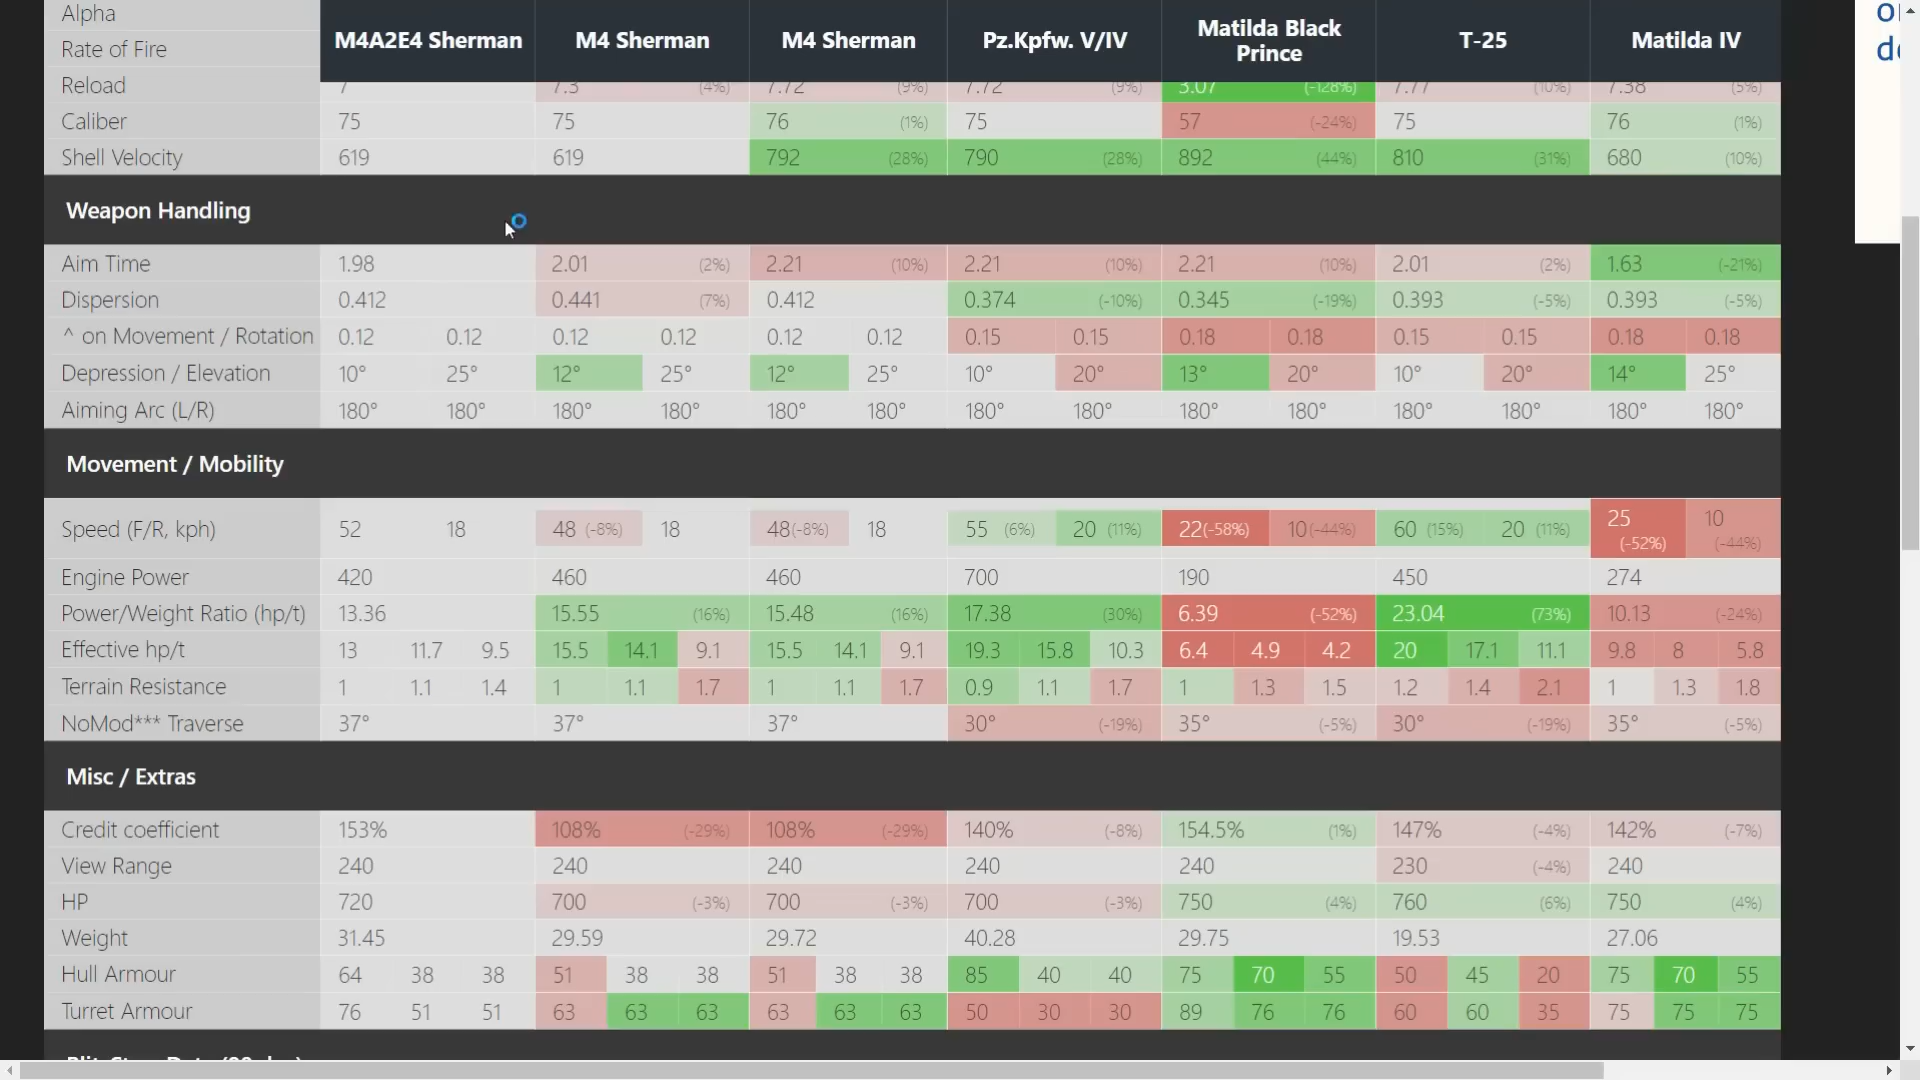 Alpha
M4A2E4 Sherman M4 Sherman M4 Sherman Pz.Kpfw. V/IV Matilda Black Prince T-25 Matilda IV
Rate of Fire
Reload 7 7.3 (4%) 7.72 (9%) 7.72 (9%) 3.07 (-128%) 7.77 (10%) 7.38 (5%)
Caliber 75 75 76 (1%) 75 57 (-24%) 75 76 (1%)
Shell Velocity 619 619 792 (28%) 790 (28%) 892 (44%) 810 (31%) 680 (10%)
Weapon Handling
Aim Time 1.98 2.01 (2%) 2.21 (10%) 2.21 (10%) 2.21 (10%) 2.01 (2%) 1.63 (-21%)
Dispersion 0.412 0.441 (7%) 0.412 0.374 (-10%) 0.345 (-19%) 0.393 (-5%) 0.393 (-5%)
^ on Movement / Rotation 0.12 0.12 0.12 0.12 0.12 0.12 0.15 0.15 0.18 0.18 0.15 0.15 0.18 0.18
Depression / Elevation 10° 25° 12° 25° 12° 25° 10° 20° 13° 20° 10° 20° 14° 25°
Aiming Arc (L/R) 180° 180° 180° 180° 180° 180° 180° 180° 180° 180° 180° 180° 180° 180°
Movement / Mobility
Speed (F/R, kph) 52 18 48 (-8%) 18 48(-8%) 18 55 (6%) 20 (11%) 22(-58%) 10(-44%) 60 (15%) 20 (11%) 25 (-52%) 10 (-44%)
Engine Power 420 460 460 700 190 450 274
Power/Weight Ratio (hp/t) 13.36 15.55 (16%) 15.48 (16%) 17.38 (30%) 6.39 (-52%) 23.04 (73%) 10.13 (-24%)
Effective hp/t 13 11.7 9.5 15.5 14.1 9.1 15.5 14.1 9.1 19.3 15.8 10.3 6.4 4.9 4.2 20 17.1 11.1 9.8 8 5.8
Terrain Resistance 1 1.1 1.4 1 1.1 1.7 1 1.1 1.7 0.9 1.1 1.7 1 1.3 1.5 1.2 1.4 2.1 1 1.3 1.8
NoMod*** Traverse 37° 37° 37° 30° (-19%) 35° (-5%) 30° (-19%) 35° (-5%)
Misc / Extras
Credit coefficient 153% 108% (-29%) 108% (-29%) 140% (-8%) 154.5% (1%) 147% (-4%) 142% (-7%)
View Range 240 240 240 240 240 230 (-4%) 240
HP 720 700 (-3%) 700 (-3%) 700 (-3%) 750 (4%) 760 (6%) 750 (4%)
Weight 31.45 29.59 29.72 40.28 29.75 19.53 27.06
Hull Armour 64 38 38 51 38 38 51 38 38 85 40 40 75 70 55 50 45 20 75 70 55
Turret Armour 76 51 51 63 63 63 63 63 63 50 30 30 89 76 76 60 60 35 75 75 75